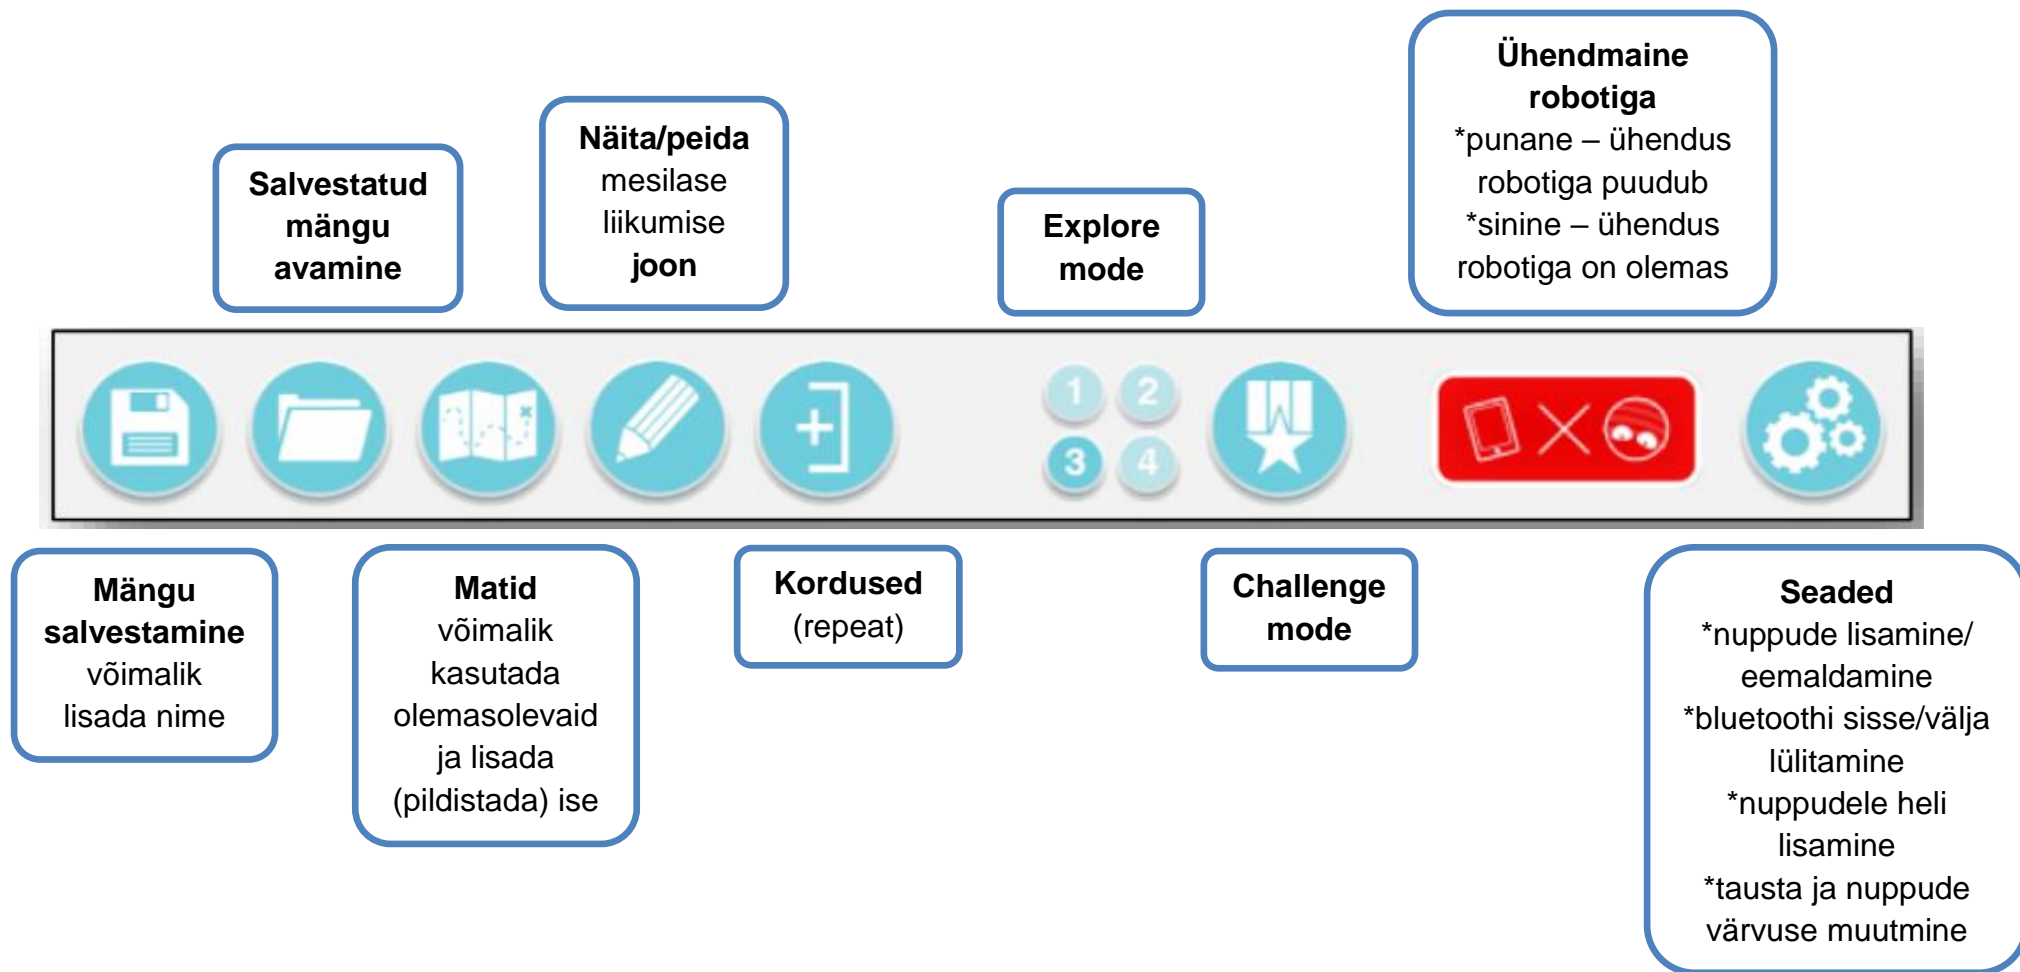 Ühendmaine
robotiga
*punane – ühendus
robotiga puudub
*sinine – ühendus
robotiga on olemas
Näita/peida
mesilase
liikumise
joon
Salvestatud
mängu
avamine
Explore
mode
1 2
3 4
Mängu
salvestamine
võimalik
lisada nime
Matid
võimalik
kasutada
olemasolevaid
ja lisada
(pildistada) ise
Kordused
(repeat)
Challenge
mode
Seaded
*nuppude lisamine/
eemaldamine
*bluetoothi sisse/välja
lülitamine
*nuppudele heli
lisamine
*tausta ja nuppude
värvuse muutmine